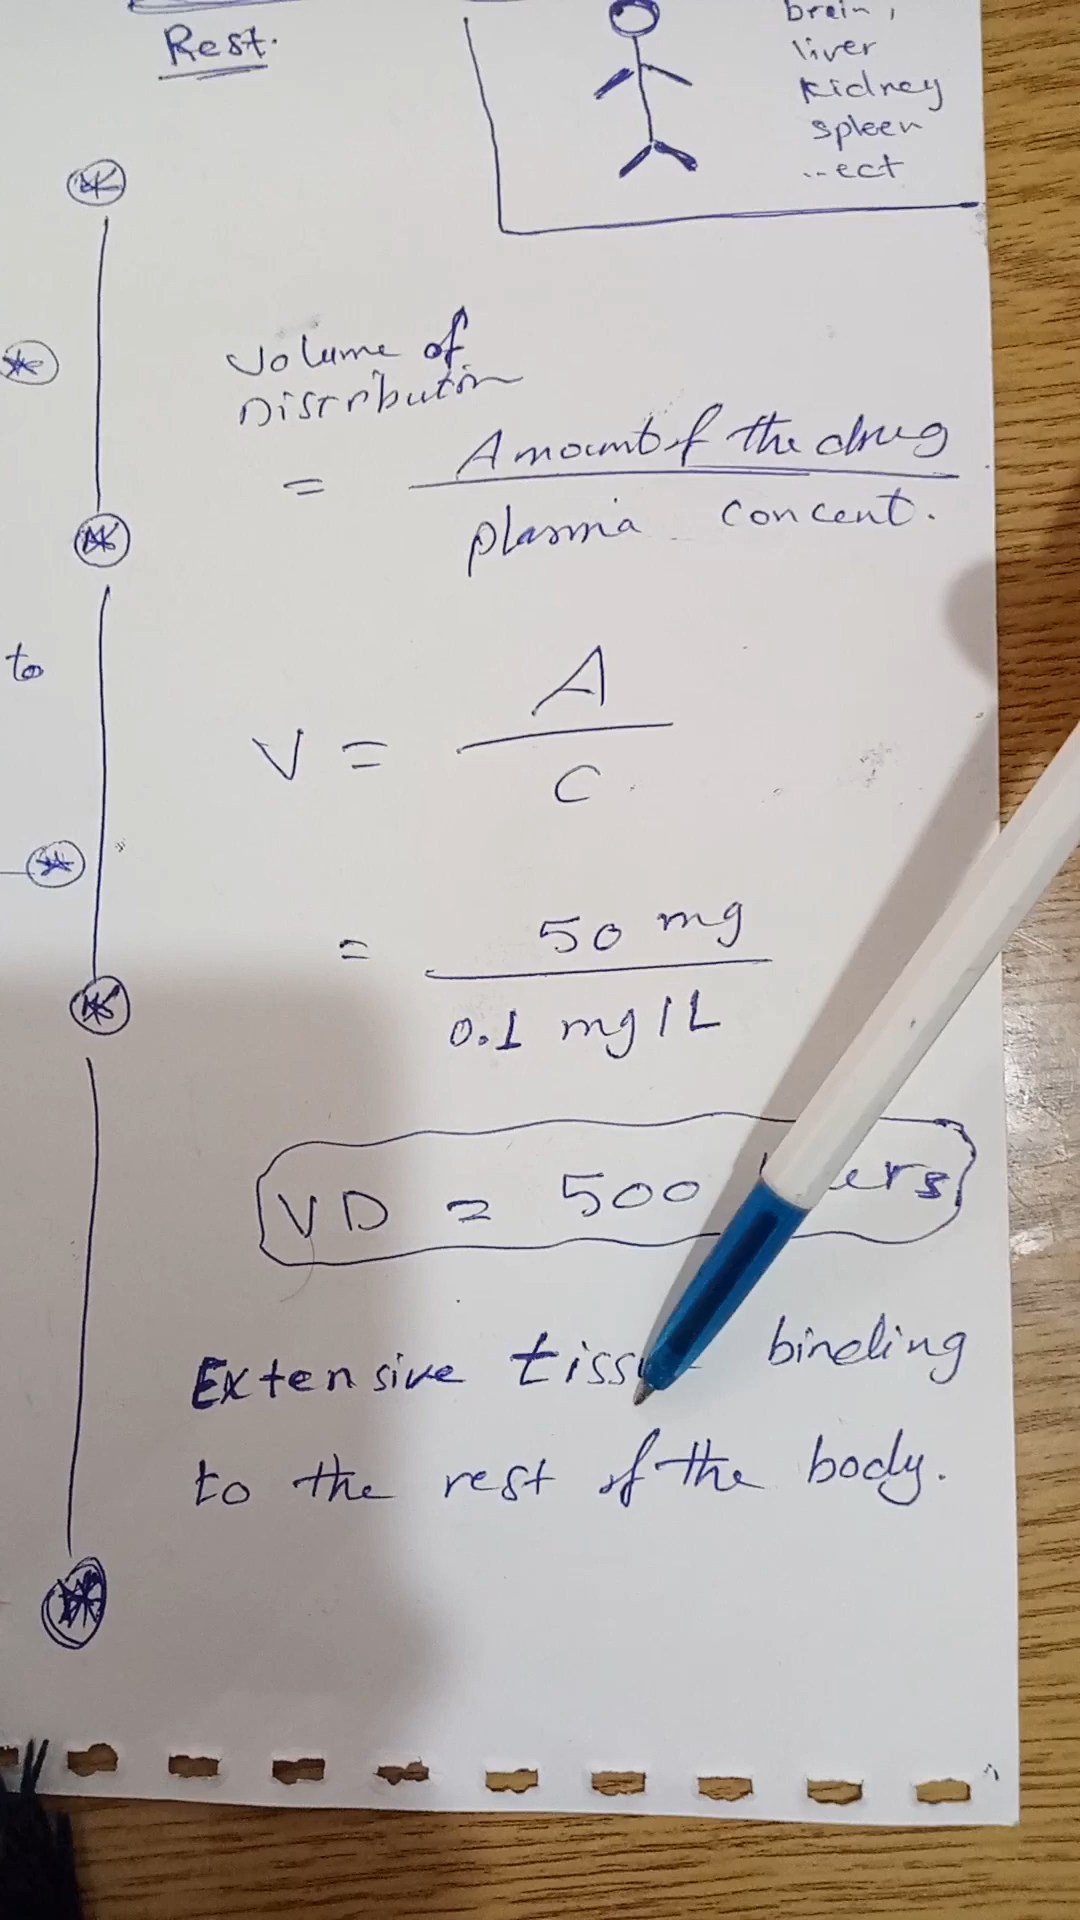 Rest.
brain,
liver
Kidney
spleen
..ect
Volume of
Distribution
= Amount of the drug
plasma concent.
to
V = A
C
= 50 mg
0.1 mg/L
VD = 500
Extensive binding
to the rest of the body.